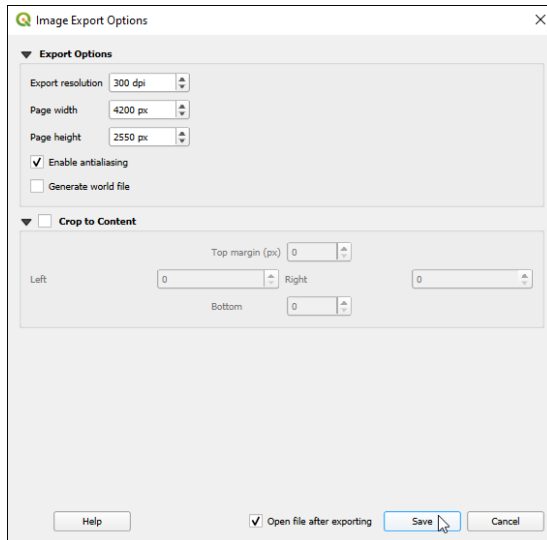 Image Export Options
Export Options
Export resolution 300 dpi
Page width 4200 px
Page height 2550 px
Enable antialiasing
Generate world file
Crop to Content
Top margin (px) 0
Left 0 Right 0
Bottom 0
Help Open file after exporting Save Cancel